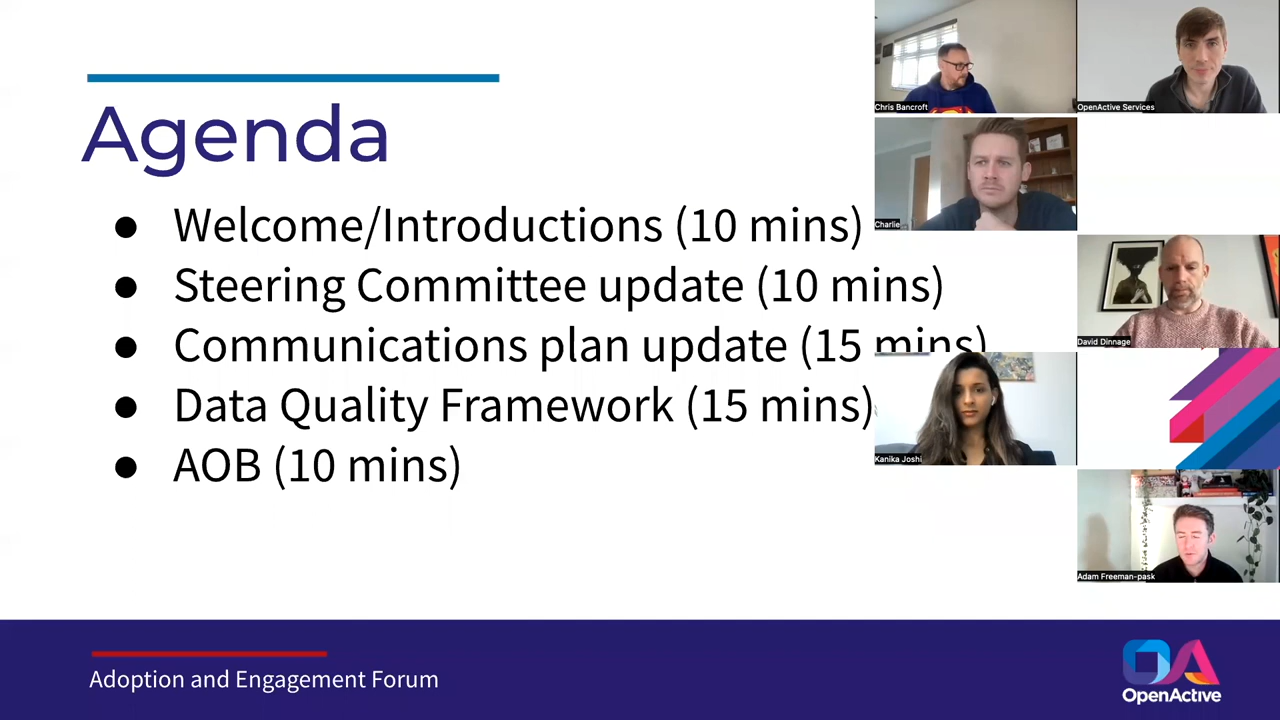 Agenda
● Welcome/Introductions (10 mins)
● Steering Committee update (10 mins)
● Communications plan update (15 mins)
● Data Quality Framework (15 mins)
● AOB (10 mins)
Chris Bancroft
OpenActive Services
Charlie
David Dinnage
Kanika Joshi
Adam Freeman-pask
Adoption and Engagement Forum
OA
OpenActive